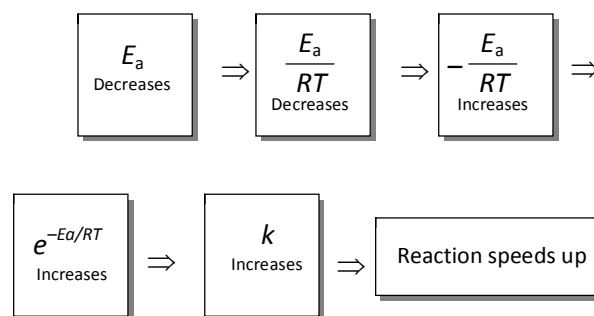 Eₐ ⇒ Eₐ/RT ⇒ –Eₐ/RT ⇒
Decreases Decreases Increases
e^–Ea/RT ⇒ k ⇒ Reaction speeds up
Increases Increases